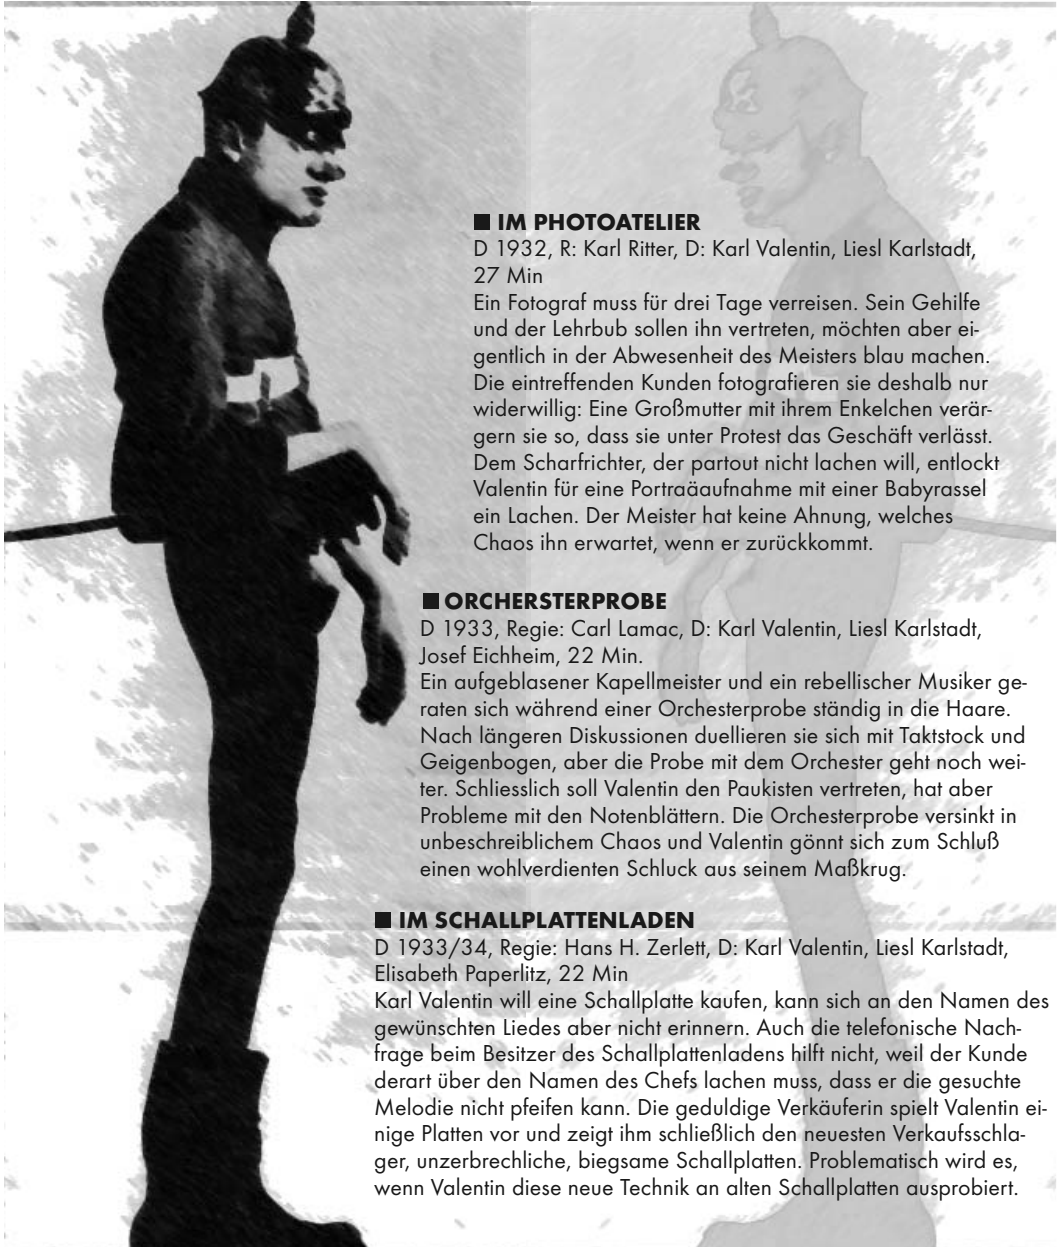 ■ IM PHOTOATELIER
D 1932, R: Karl Ritter, D: Karl Valentin, Liesl Karlstadt,
27 Min
Ein Fotograf muss für drei Tage verreisen. Sein Gehilfe
und der Lehrbub sollen ihn vertreten, möchten aber ei-
gentlich in der Abwesenheit des Meisters blau machen.
Die eintreffenden Kunden fotografieren sie deshalb nur
widerwillig: Eine Großmutter mit ihrem Enkelchen verär-
gern sie so, dass sie unter Protest das Geschäft verlässt.
Dem Scharfrichter, der partout nicht lachen will, entlockt
Valentin für eine Portraäaufnahme mit einer Babyrassel
ein Lachen. Der Meister hat keine Ahnung, welches
Chaos ihn erwartet, wenn er zurückkommt.
■ ORCHERSTERPROBE
D 1933, Regie: Carl Lamac, D: Karl Valentin, Liesl Karlstadt,
Josef Eichheim, 22 Min.
Ein aufgeblasener Kapellmeister und ein rebellischer Musiker ge-
raten sich während einer Orchesterprobe ständig in die Haare.
Nach längeren Diskussionen duellieren sie sich mit Taktstock und
Geigenbogen, aber die Probe mit dem Orchester geht noch wei-
ter. Schliesslich soll Valentin den Paukisten vertreten, hat aber
Probleme mit den Notenblättern. Die Orchesterprobe versinkt in
unbeschreiblichem Chaos und Valentin gönnt sich zum Schluß
einen wohlverdienten Schluck aus seinem Maßkrug.
■ IM SCHALLPLATTENLADEN
D 1933/34, Regie: Hans H. Zerlett, D: Karl Valentin, Liesl Karlstadt,
Elisabeth Paperlitz, 22 Min
Karl Valentin will eine Schallplatte kaufen, kann sich an den Namen des
gewünschten Liedes aber nicht erinnern. Auch die telefonische Nach-
frage beim Besitzer des Schallplattenladens hilft nicht, weil der Kunde
derart über den Namen des Chefs lachen muss, dass er die gesuchte
Melodie nicht pfeifen kann. Die geduldige Verkäuferin spielt Valentin ei-
nige Platten vor und zeigt ihm schließlich den neuesten Verkaufsschla-
ger, unzerbrechliche, biegsame Schallplatten. Problematisch wird es,
wenn Valentin diese neue Technik an alten Schallplatten ausprobiert.